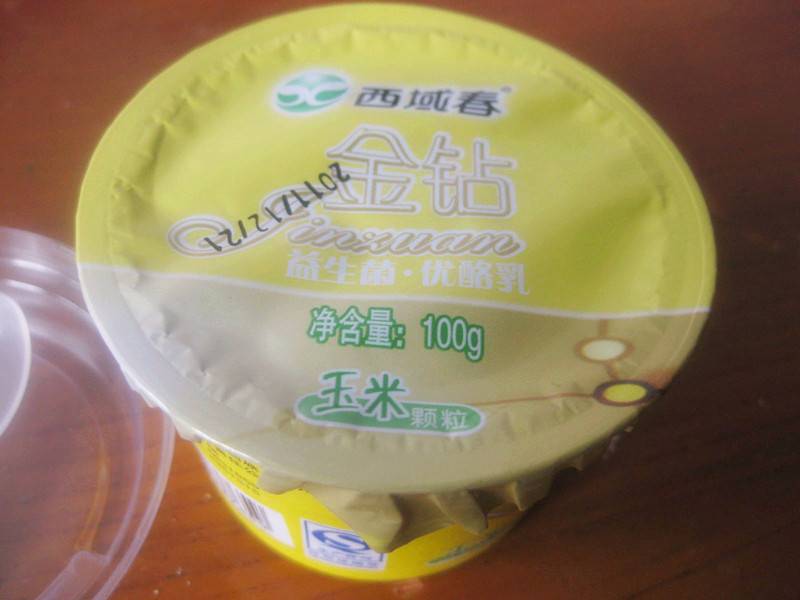 西域春
金钻
2011/12/21
Jinxuan
益生菌·优酪乳
净含量：100g
玉米
颗粒